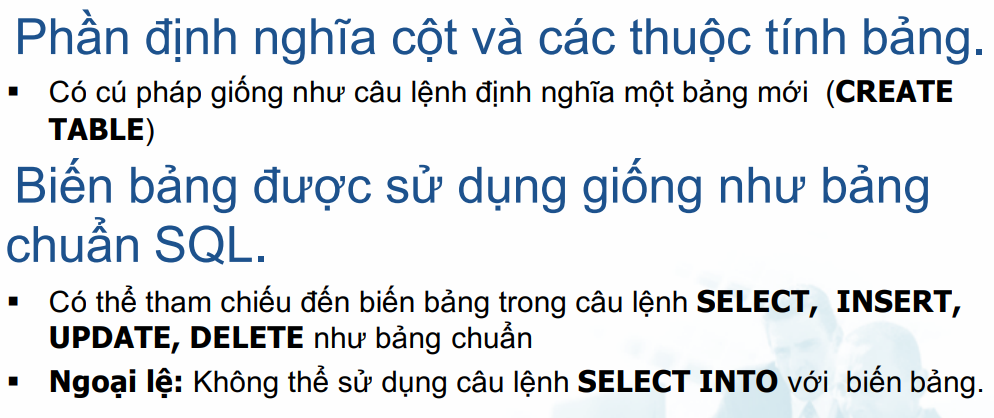 Phần định nghĩa cột và các thuộc tính bảng.
▪ Có cú pháp giống như câu lệnh định nghĩa một bảng mới (CREATE
TABLE)
Biến bảng được sử dụng giống như bảng
chuẩn SQL.
▪ Có thể tham chiếu đến biến bảng trong câu lệnh SELECT, INSERT,
UPDATE, DELETE như bảng chuẩn
▪ Ngoại lệ: Không thể sử dụng câu lệnh SELECT INTO với biến bảng.